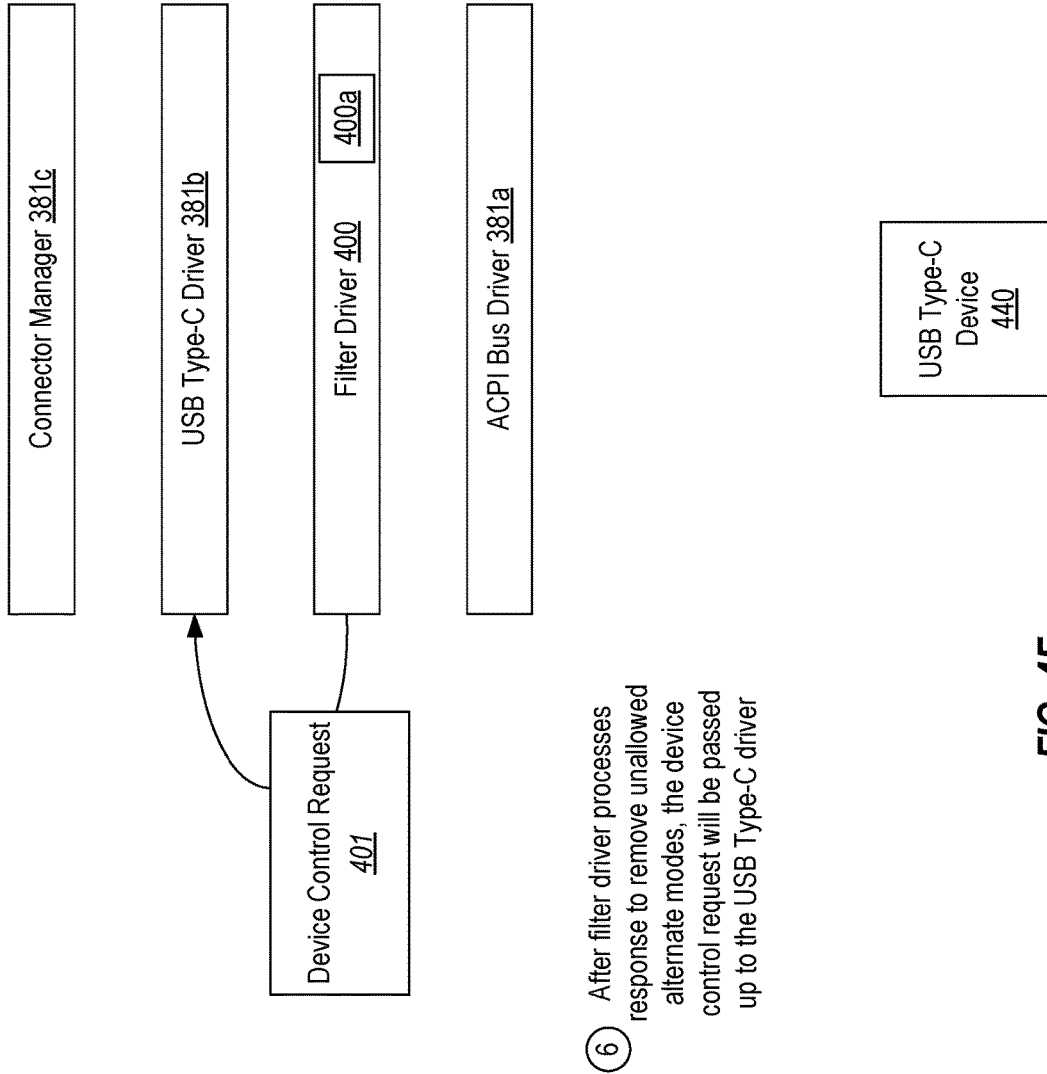 Connector Manager 381c
USB Type-C Driver 381b
Filter Driver 400
400a
ACPI Bus Driver 381a
Device Control Request
401
6
After filter driver processes
response to remove unallowed
alternate modes, the device
control request will be passed
up to the USB Type-C driver
USB Type-C
Device
440